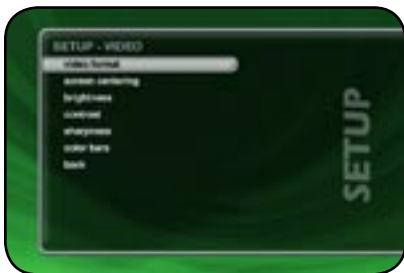 SETUP - VIDEO
video format
screen centering
brightness
contrast
sharpness
color bars
back
SETUP